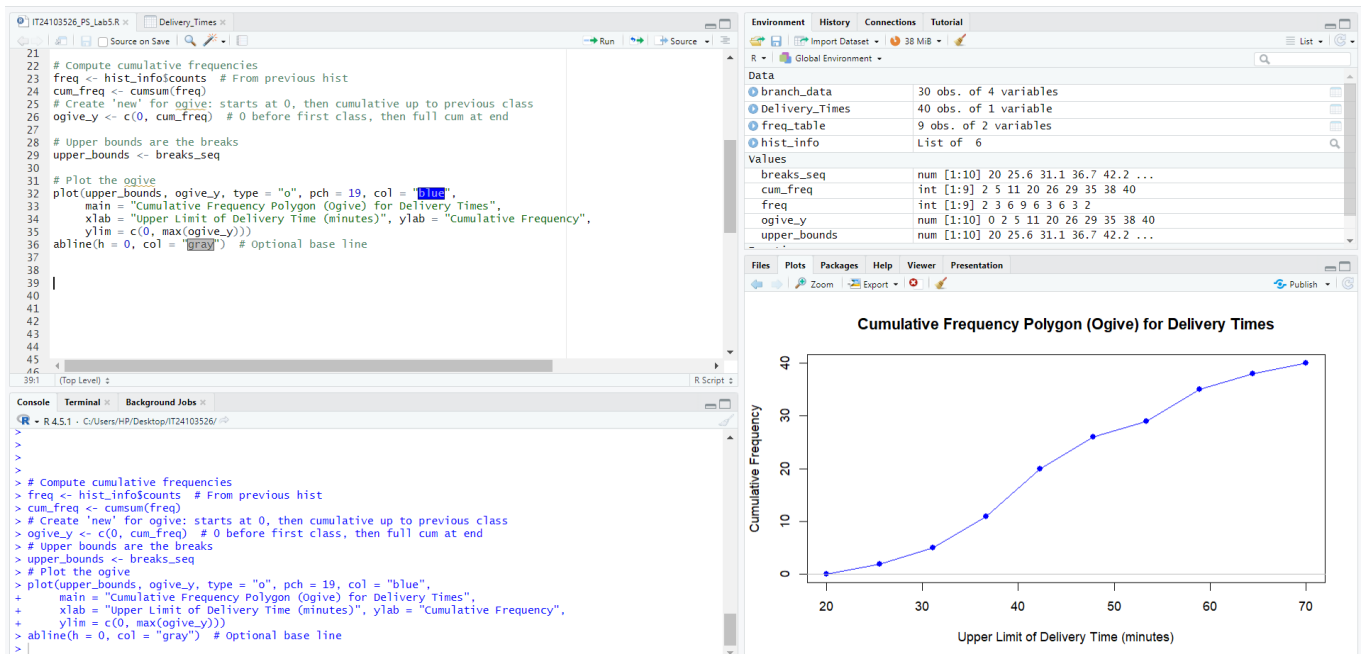 IT24103526_PS_Lab5.R
Delivery_Times
Source on Save
Run
Source
21
22 # Compute cumulative frequencies
23 freq <- hist_info$counts  # From previous hist
24 cum_freq <- cumsum(freq)
25 # Create 'new' for ogive: starts at 0, then cumulative up to previous class
26 ogive_y <- c(0, cum_freq)  # 0 before first class, then full cum at end
27
28 # Upper bounds are the breaks
29 upper_bounds <- breaks_seq
30
31 # Plot the ogive
32 plot(upper_bounds, ogive_y, type = "o", pch = 19, col = "blue",
33      main = "Cumulative Frequency Polygon (Ogive) for Delivery Times",
34      xlab = "Upper Limit of Delivery Time (minutes)", ylab = "Cumulative Frequency",
35      ylim = c(0, max(ogive_y)))
36 abline(h = 0, col = "gray")  # Optional base line
37
38
39
40
41
42
43
44
45
46
39:1 (Top Level) R Script
Console Terminal Background Jobs
R 4.5.1 · C:/Users/HP/Desktop/IT24103526/
>
>
>
>
> # Compute cumulative frequencies
> freq <- hist_info$counts  # From previous hist
> cum_freq <- cumsum(freq)
> # Create 'new' for ogive: starts at 0, then cumulative up to previous class
> ogive_y <- c(0, cum_freq)  # 0 before first class, then full cum at end
> # Upper bounds are the breaks
> upper_bounds <- breaks_seq
> # Plot the ogive
> plot(upper_bounds, ogive_y, type = "o", pch = 19, col = "blue",
+      main = "Cumulative Frequency Polygon (Ogive) for Delivery Times",
+      xlab = "Upper Limit of Delivery Time (minutes)", ylab = "Cumulative Frequency",
+      ylim = c(0, max(ogive_y)))
> abline(h = 0, col = "gray")  # Optional base line
>
Environment History Connections Tutorial
Import Dataset 38 MiB List
R Global Environment
Data
branch_data 30 obs. of 4 variables
Delivery_Times 40 obs. of 1 variable
freq_table 9 obs. of 2 variables
hist_info List of 6
Values
breaks_seq num [1:10] 20 25.6 31.1 36.7 42.2 ...
cum_freq int [1:9] 2 5 11 20 26 29 35 38 40
freq int [1:9] 2 3 6 9 6 3 6 3 2
ogive_y num [1:10] 0 2 5 11 20 26 29 35 38 40
upper_bounds num [1:10] 20 25.6 31.1 36.7 42.2 ...
Files Plots Packages Help Viewer Presentation
Zoom Export Publish
Cumulative Frequency Polygon (Ogive) for Delivery Times
Cumulative Frequency
40
30
20
10
0
20 30 40 50 60 70
Upper Limit of Delivery Time (minutes)